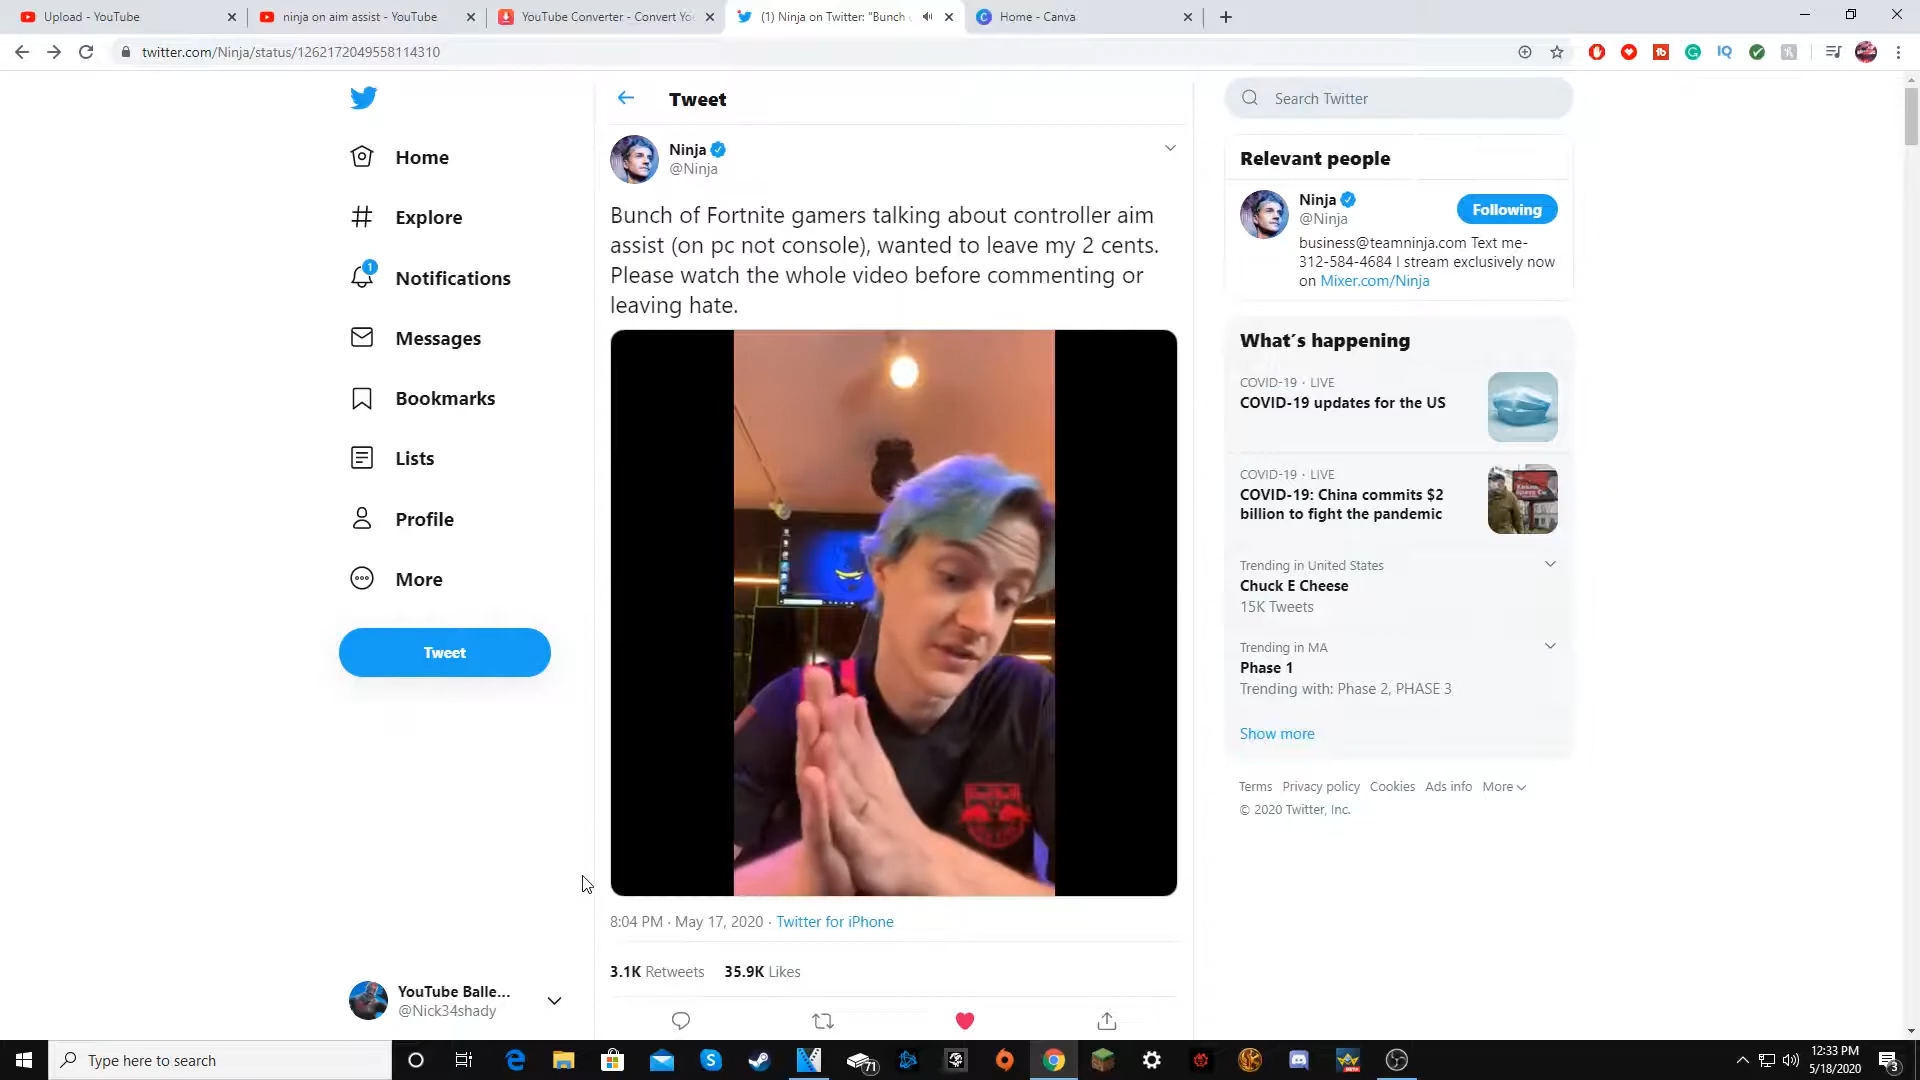 Upload - YouTube
ninja on aim assist - YouTube
YouTube Converter - Convert Yo
(1) Ninja on Twitter: "Bunch
Home - Canva
twitter.com/Ninja/status/1262172049558114310
Home
Explore
1
Notifications
Messages
Bookmarks
Lists
Profile
More
Tweet
YouTube Balle...
@Nick34shady
Tweet
Ninja
@Ninja
Bunch of Fortnite gamers talking about controller aim
assist (on pc not console), wanted to leave my 2 cents.
Please watch the whole video before commenting or
leaving hate.
8:04 PM · May 17, 2020 · Twitter for iPhone
3.1K Retweets 35.9K Likes
Search Twitter
Relevant people
Ninja
@Ninja
Following
business@teamninja.com Text me-
312-584-4684 I stream exclusively now
on Mixer.com/Ninja
What's happening
COVID-19 · LIVE
COVID-19 updates for the US
COVID-19 · LIVE
COVID-19: China commits $2
billion to fight the pandemic
Trending in United States
Chuck E Cheese
15K Tweets
Trending in MA
Phase 1
Trending with: Phase 2, PHASE 3
Show more
Terms Privacy policy Cookies Ads info More
© 2020 Twitter, Inc.
Type here to search
71
12:33 PM
5/18/2020
3